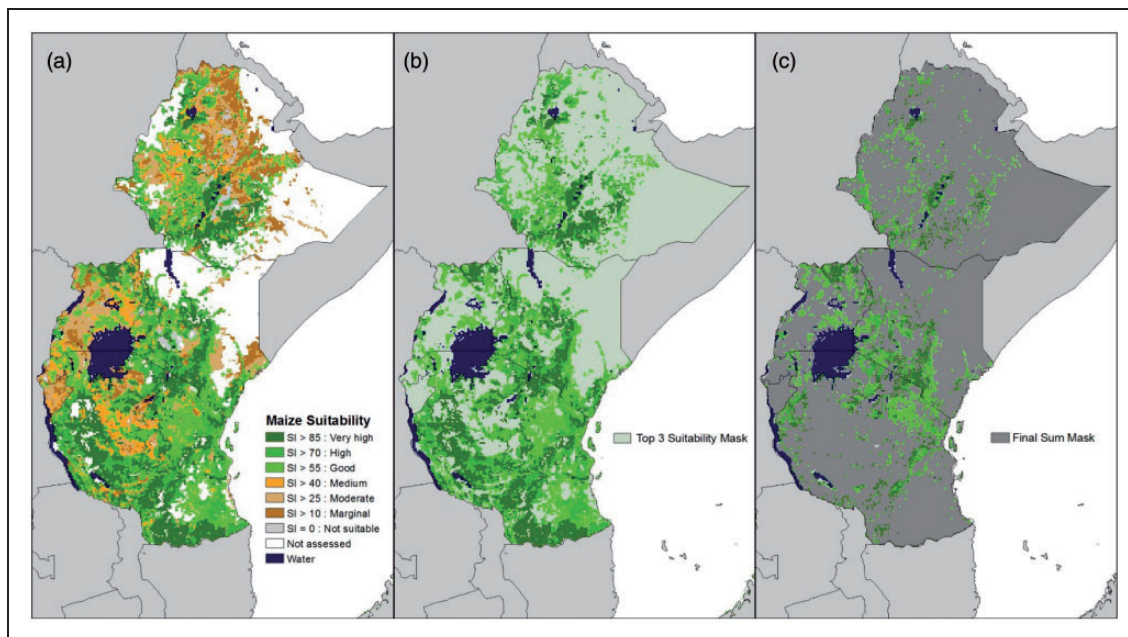 (a)
(b)
(c)
Maize Suitability
SI > 85 : Very high
SI > 70 : High
SI > 55 : Good
SI > 40 : Medium
SI > 25 : Moderate
SI > 10 : Marginal
SI = 0 : Not suitable
Not assessed
Water
Top 3 Suitability Mask
Final Sum Mask